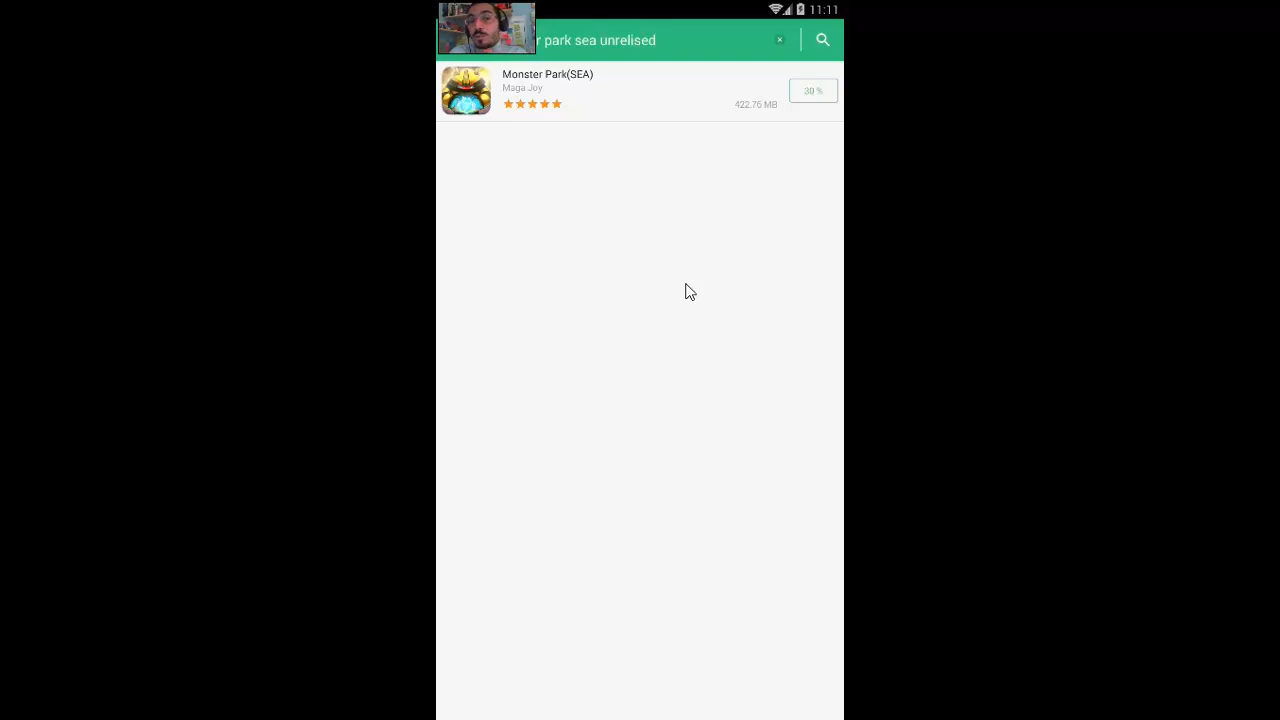 11:11
r park sea unrelised
Monster Park(SEA)
Maga Joy
422.76 MB
30 %